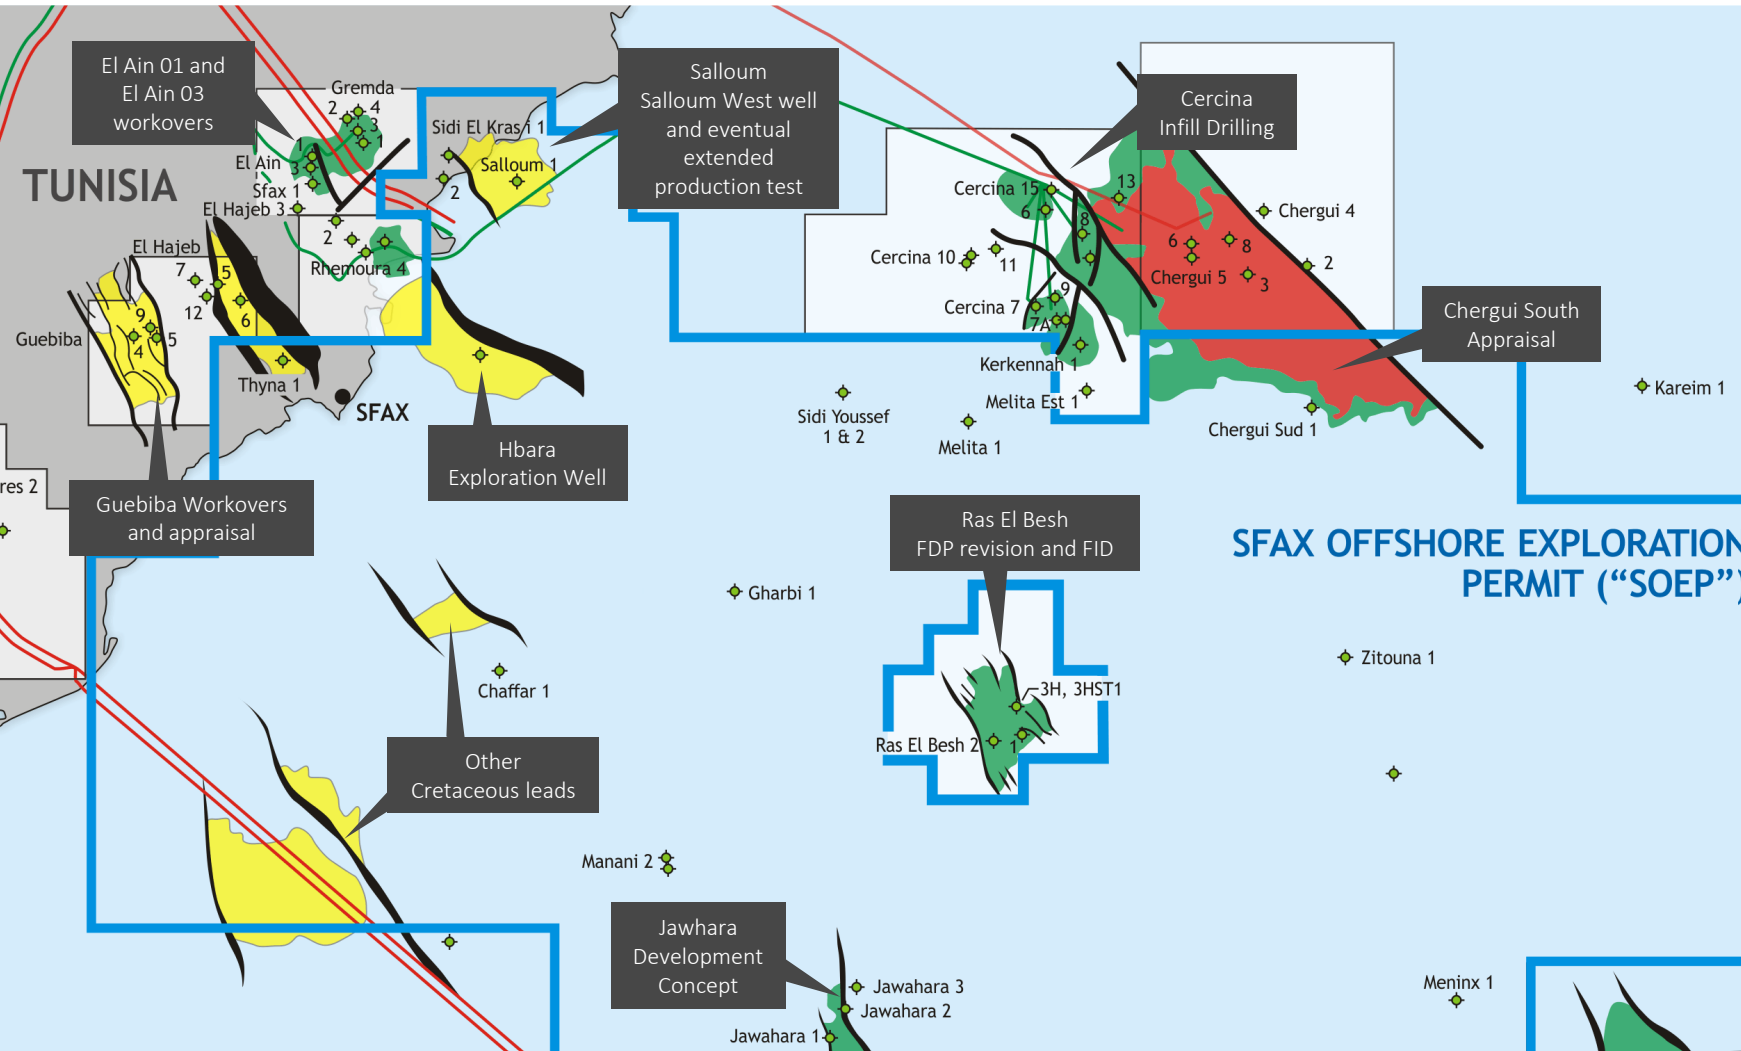 El Ain 01 and
El Ain 03
workovers
TUNISIA
Gremda
2
4
3
1
1
El Ain
3
Sfax 1
El Hajeb 3
2
Rhemoura 4
Sidi El Krasi 1
Salloum 1
2
Salloum
Salloum West well
and eventual
extended
production test
Cercina
Infill Drilling
Cercina 15
6
13
8
Cercina 10
11
Cercina 7
9
7A
Kerkennah 1
Melita Est 1
Chergui 4
6
8
Chergui 5
3
2
Chergui South
Appraisal
Kareim 1
Chergui Sud 1
Sidi Youssef
1 & 2
Melita 1
El Hajeb
7
5
12
6
Guebiba
9
5
4
Thyna 1
SFAX
Hbara
Exploration Well
res 2
Guebiba Workovers
and appraisal
Ras El Besh
FDP revision and FID
SFAX OFFSHORE EXPLORATION
PERMIT (“SOEP”)
Gharbi 1
Zitouna 1
Chaffar 1
3H, 3HST1
Ras El Besh 2
1
Other
Cretaceous leads
Manani 2
Jawhara
Development
Concept
Jawahara 3
Jawahara 2
Jawahara 1
Meninx 1